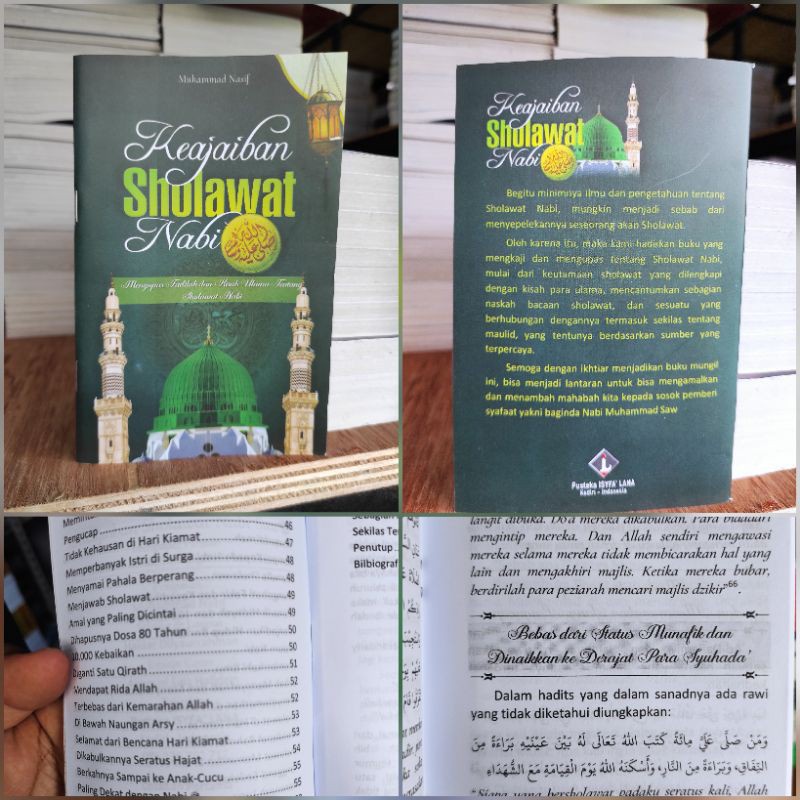 Muhammad Nasif
Keajaiban
Sholawat
Nabi
Mengupas Fadilah dan Kisah Ulama Tentang
Sholawat Nabi
Keajaiban
Sholawat
Nabi
Begitu minimnya ilmu dan pengetahuan tentang
Sholawat Nabi, mungkin menjadi sebab dari
menyepelekannya seseorang akan Sholawat.
Oleh karena itu, maka kami hadirkan buku yang
mengkaji dan mengupas tentang Sholawat Nabi,
mulai dari keutamaan sholawat yang dilengkapi
dengan kisah para ulama, mencantumkan sebagian
naskah bacaan sholawat, dan sesuatu yang
berhubungan dengannya termasuk sekilas tentang
maulid, yang tentunya berdasarkan sumber yang
terpercaya.
Semoga dengan ikhtiar menjadikan buku mungil
ini, bisa menjadi lantaran untuk bisa mengamalkan
dan menambah mahabah kita kepada sosok pemberi
syafaat yakni baginda Nabi Muhammad Saw
Pustaka ISYFA' LANA
Kediri - Indonesia
46
Pengucap
Tidak Kehausan di Hari Kiamat 47
Memperbanyak Istri di Surga 48
Menyamai Pahala Berperang 48
Menjawab Sholawat 48
Amal yang Paling Dicintai 49
Dihapusnya Dosa 80 Tahun 49
10.000 Kebaikan 50
Diganti Satu Qirath 51
Mendapat Rida Allah 52
Terbebas dari Kemarahan Allah 52
Di Bawah Naungan Arsy 53
Selamat dari Bencana Hari Kiamat 53
Dikabulkannya Seratus Hajat 54
Berkahnya Sampai ke Anak-Cucu 55
Paling Dekat dengan Nabi
Sekilas Te
Penutup
Bilbiograf
langit dibuka. Do'a mereka dikabulkan. Para bidadari
mengintip mereka. Dan Allah sendiri mengawasi
mereka selama mereka tidak membicarakan hal yang
lain dan mengakhiri majlis. Ketika mereka bubar,
berdirilah para peziarah mencari majlis dzikir"66.
Bebas dari Status Munafik dan
Dinaikkan ke Derajat Para Syuhada'
Dalam hadits yang dalam sanadnya ada rawi
yang tidak diketahui diungkapkan:
وَمَنْ صَلَّى عَلَيَّ مِائَةً كَتَبَ اللهُ تَعَالَى لَهُ بَيْنَ عَيْنَيْهِ بَرَاءَةً مِنَ
النِّفَاقِ، وَبَرَاءَةً مِنَ النَّارِ، وَأَسْكَنَهُ اللهُ يَوْمَ الْقِيَامَةِ مَعَ الشُّهَدَاءِ
"Siapa yang bersholawat padaku seratus kali, Allah